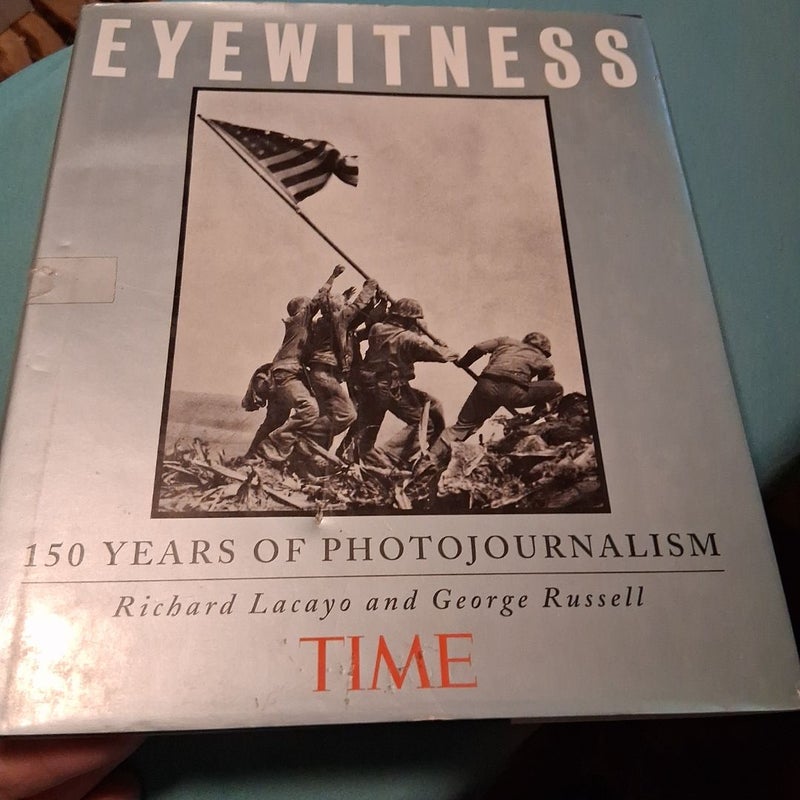 EYEWITNESS
150 YEARS OF PHOTOJOURNALISM
Richard Lacayo and George Russell
TIME